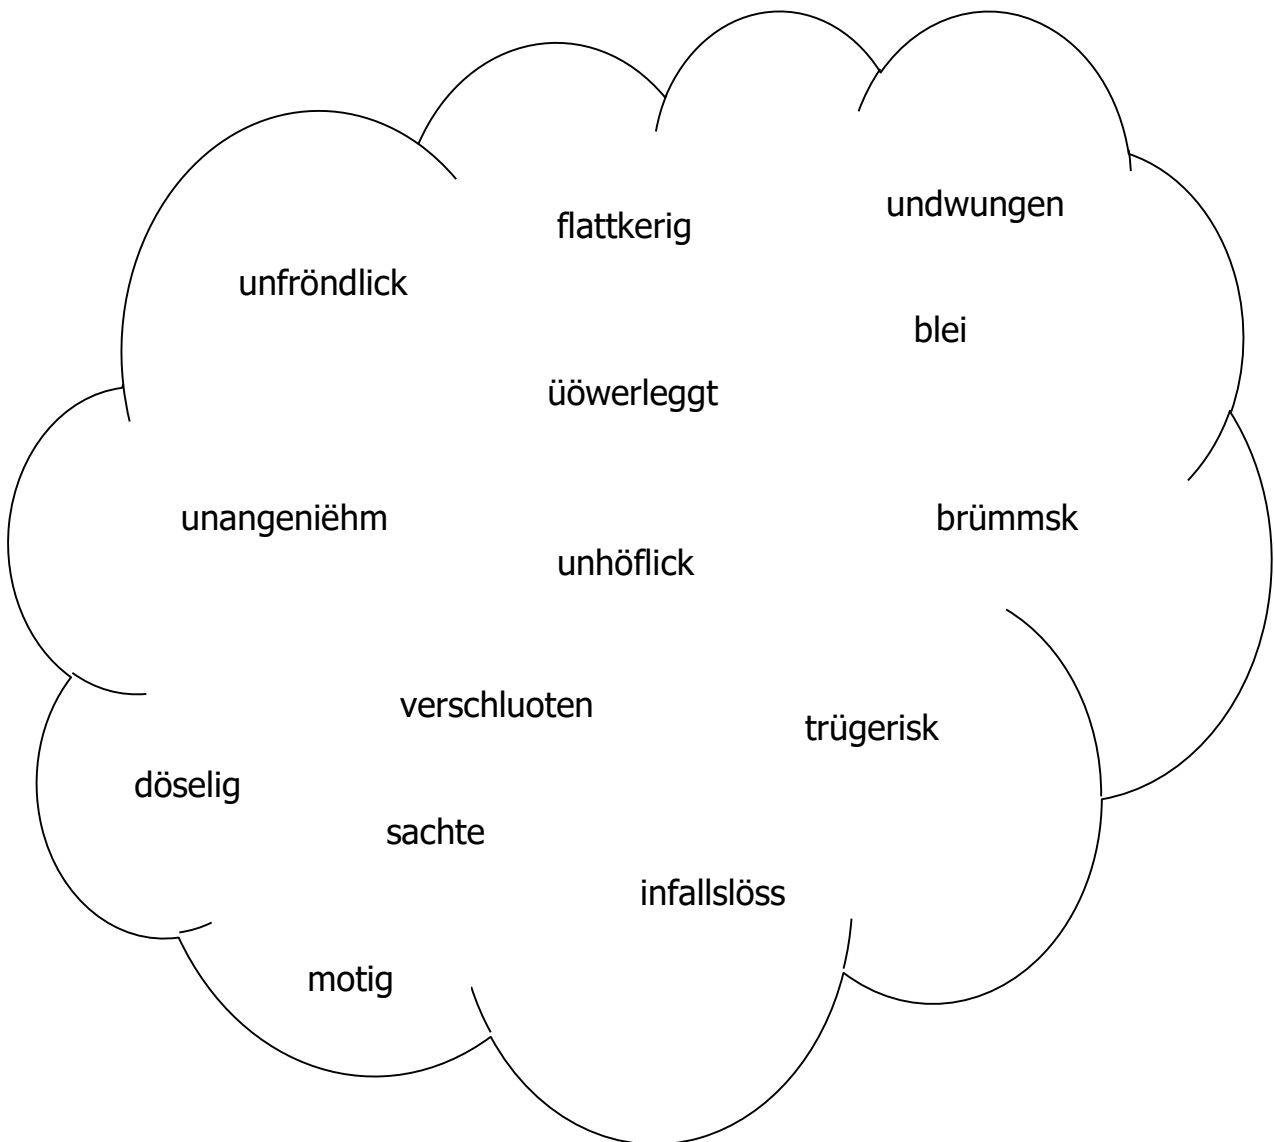 undwungen
flattkerig
unfröndlick
blei
üöwerleggt
unangeniëhm
brümmsk
unhöflick
verschluoten
trügerisk
döselig
sachte
infallslöss
motig